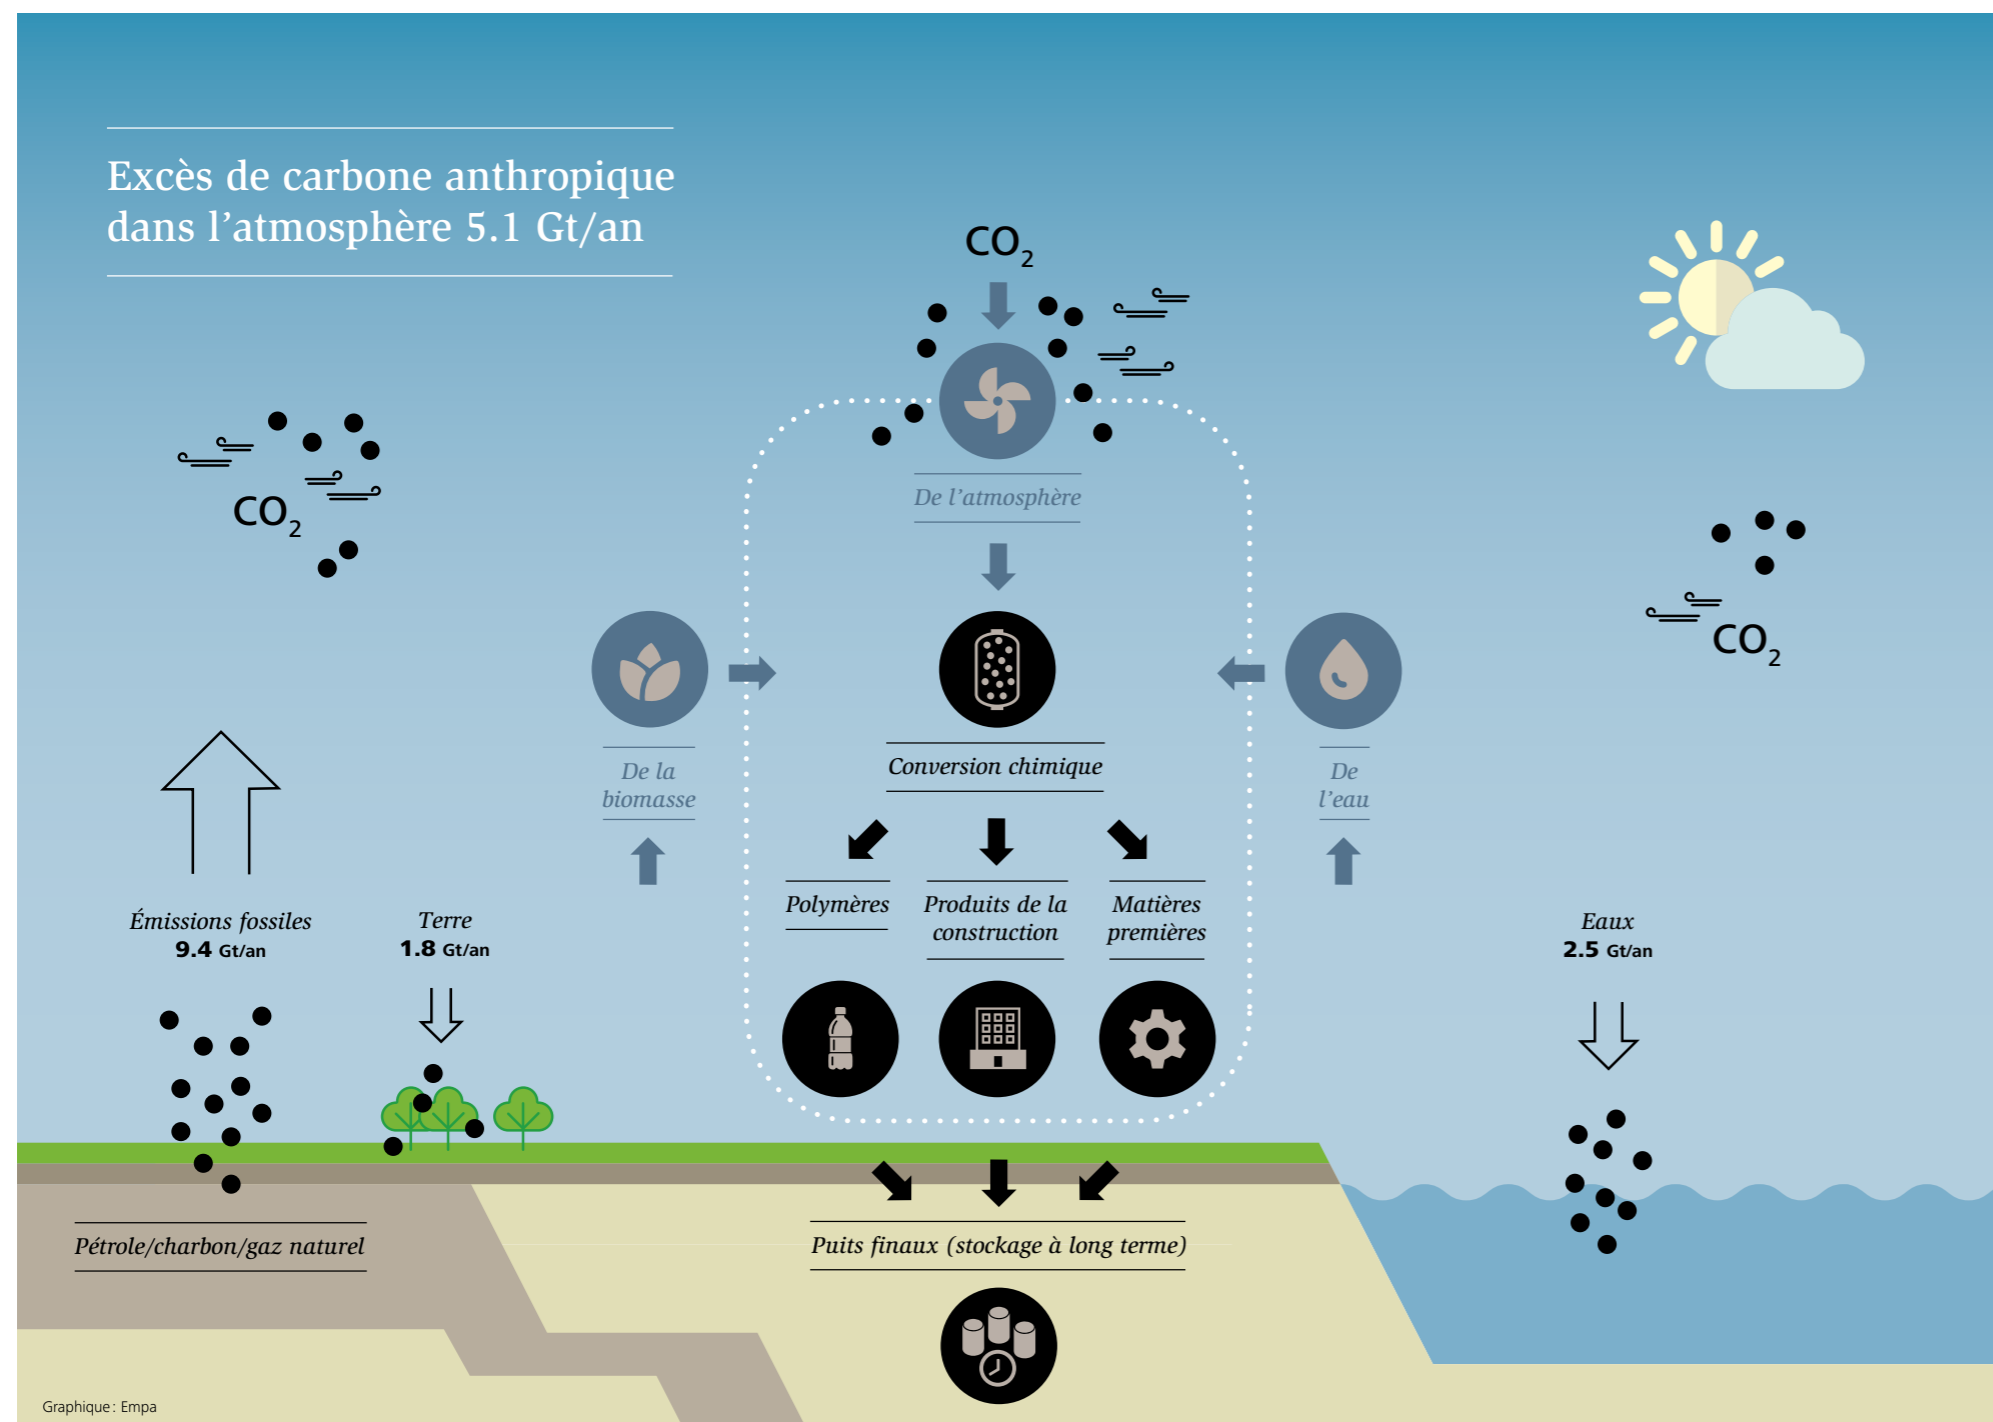 Excès de carbone anthropique
dans l’atmosphère 5.1 Gt/an
CO2
De l’atmosphère
CO2
CO2
Conversion chimique
De la
biomasse
De
l’eau
Polymères
Produits de la
construction
Matières
premières
Émissions fossiles
9.4 Gt/an
Terre
1.8 Gt/an
Eaux
2.5 Gt/an
Pétrole/charbon/gaz naturel
Puits finaux (stockage à long terme)
Graphique : Empa